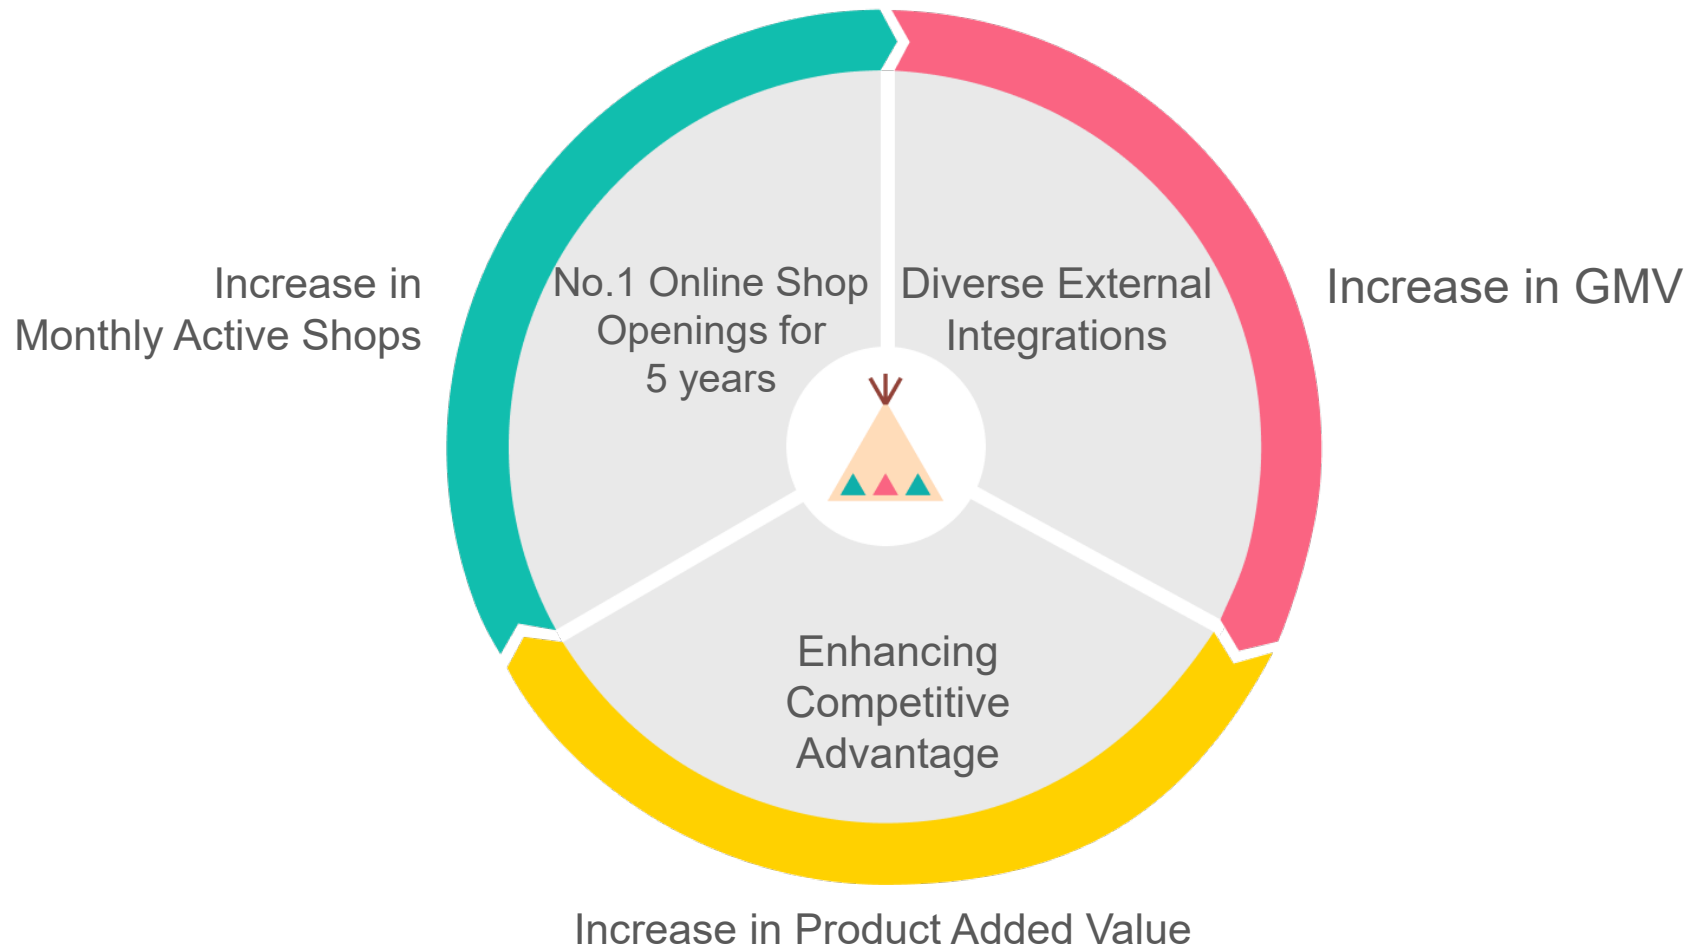 Increase in
Monthly Active Shops
No.1 Online Shop
Openings for
5 years
Diverse External
Integrations
Increase in GMV
Enhancing
Competitive
Advantage
Increase in Product Added Value